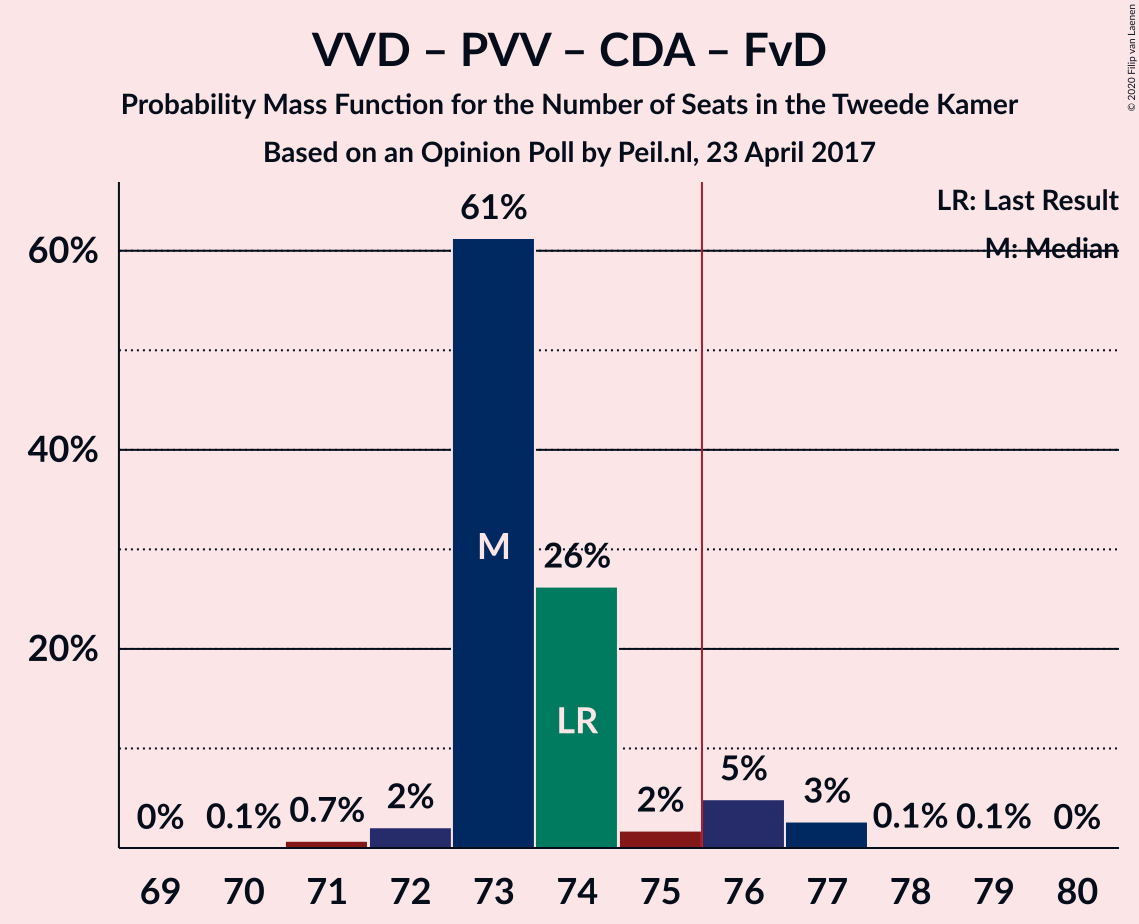 VVD – PVV – CDA – FvD
Probability Mass Function for the Number of Seats in the Tweede Kamer
Based on an Opinion Poll by Peil.nl, 23 April 2017
© 2020 Filip van Laenen
LR: Last Result
M: Median
60%
40%
20%
0%
0.1%
0.7%
2%
61%
26%
2%
5%
3%
0.1%
0.1%
0%
M
LR
69 70 71 72 73 74 75 76 77 78 79 80